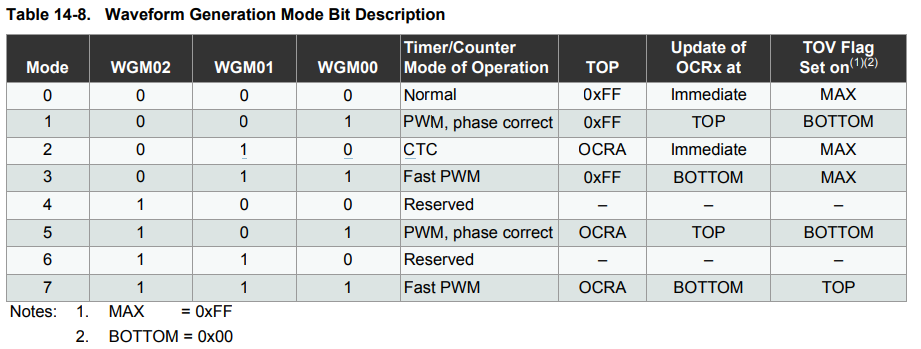 Table 14-8. Waveform Generation Mode Bit Description
Mode WGM02 WGM01 WGM00 Timer/Counter Mode of Operation TOP Update of OCRx at TOV Flag Set on(1)(2)
0 0 0 0 Normal 0xFF Immediate MAX
1 0 0 1 PWM, phase correct 0xFF TOP BOTTOM
2 0 1 0 CTC OCRA Immediate MAX
3 0 1 1 Fast PWM 0xFF BOTTOM MAX
4 1 0 0 Reserved – – –
5 1 0 1 PWM, phase correct OCRA TOP BOTTOM
6 1 1 0 Reserved – – –
7 1 1 1 Fast PWM OCRA BOTTOM TOP
Notes: 1. MAX = 0xFF
2. BOTTOM = 0x00